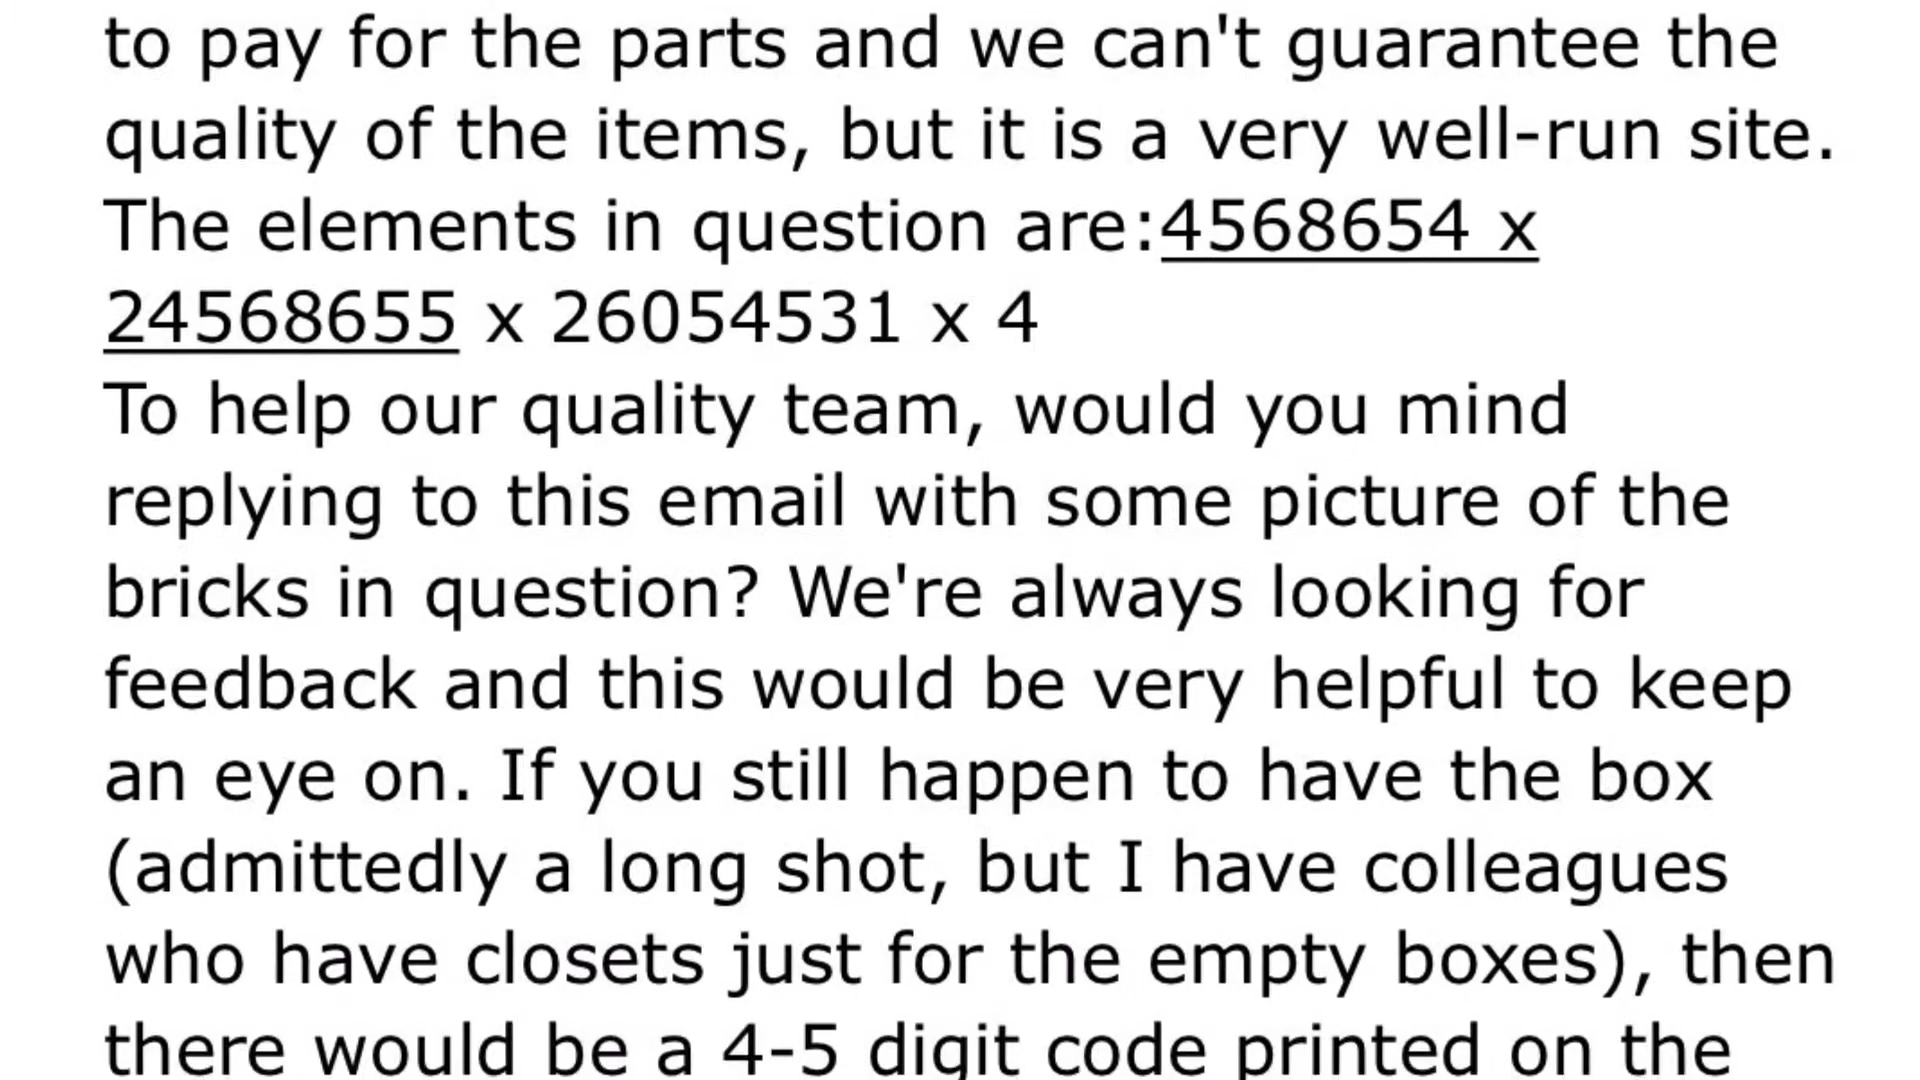 to pay for the parts and we can't guarantee the
quality of the items, but it is a very well-run site.
The elements in question are:4568654 x
24568655 x 26054531 x 4
To help our quality team, would you mind
replying to this email with some picture of the
bricks in question? We're always looking for
feedback and this would be very helpful to keep
an eye on. If you still happen to have the box
(admittedly a long shot, but I have colleagues
who have closets just for the empty boxes), then
there would be a 4-5 digit code printed on the